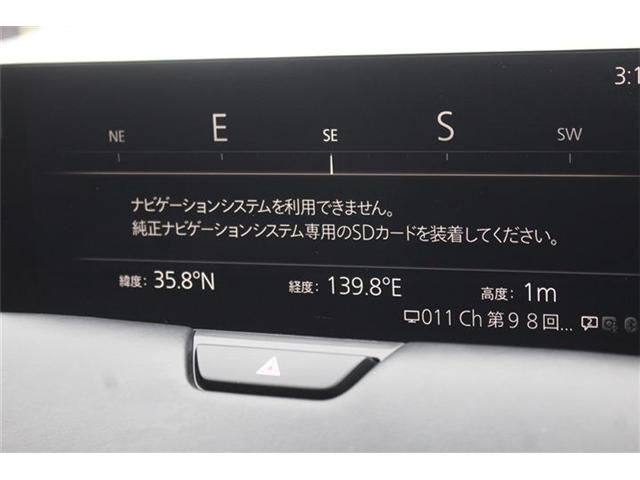 3:1
NE E SE S SW
ナビゲーションシステムを利用できません。
純正ナビゲーションシステム専用のSDカードを装着してください。
緯度: 35.8°N 経度: 139.8°E 高度: 1m
011 Ch 第９８回...